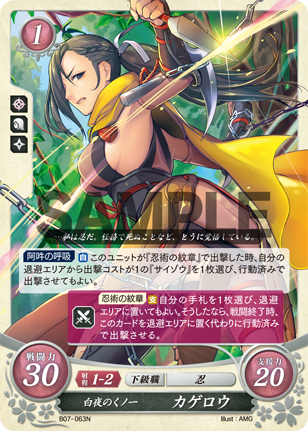 1
SAMPLE
…私は忍だ。任務で死ぬことなど、とうに覚悟している。
阿吽の呼吸 自 このユニットが『忍術の紋章』で出撃した時、自分の
退避エリアから出撃コストが1の『サイゾウ』を1枚選び、行動済みで
出撃させてもよい。
忍術の紋章 支 自分の手札を1枚選び、退避
エリアに置いてもよい。そうしたなら、戦闘終了時、
このカードを退避エリアに置く代わりに行動済み
で出撃させる。
戦闘力
30
射程 1-2
下級職
忍
支援力
20
白夜のくノ一 カゲロウ
B07-063N
Illust:AMG